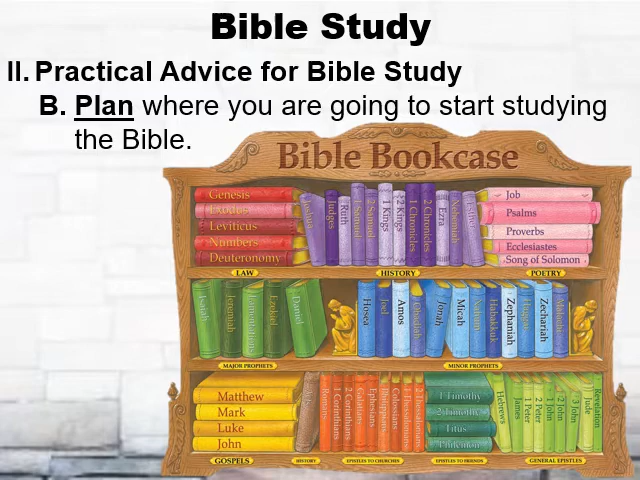 Bible Study
II. Practical Advice for Bible Study
B. Plan where you are going to start studying
the Bible.
Bible Bookcase
Genesis
Exodus
Leviticus
Numbers
Deuteronomy
Joshua
Judges
Ruth
1 Samuel
2 Samuel
1 Kings
2 Kings
1 Chronicles
2 Chronicles
Ezra
Nehemiah
Esther
Job
Psalms
Proverbs
Ecclesiastes
Song of Solomon
LAW
HISTORY
POETRY
Isaiah
Jeremiah
Lamentations
Ezekiel
Daniel
Hosea
Joel
Amos
Obadiah
Jonah
Micah
Nahum
Habakkuk
Zephaniah
Haggai
Zechariah
Malachi
MAJOR PROPHETS
MINOR PROPHETS
Matthew
Mark
Luke
John
Acts
Romans
1 Corinthians
2 Corinthians
Galatians
Ephesians
Philippians
Colossians
1 Thessalonians
2 Thessalonians
1 Timothy
2 Timothy
Titus
Philemon
Hebrews
James
1 Peter
2 Peter
1 John
2 John
3 John
Jude
Revelation
GOSPELS
HISTORY
EPISTLES TO CHURCHES
EPISTLES TO FRIENDS
GENERAL EPISTLES